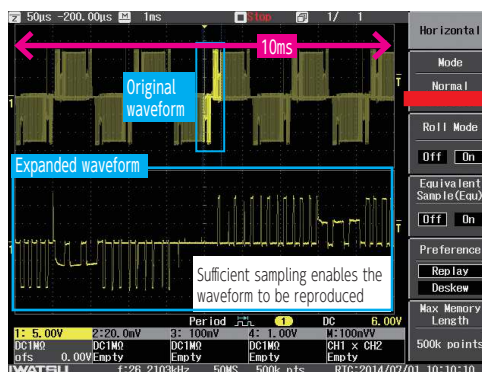 50µs -200.00µs M 1ms Stop 1/ 1
Horizontal
10ms
Mode
Normal
Original
waveform
T
1
Roll Mode
Off On
Expanded waveform
Equivalent
Sample(Equ)
Off On
T
1
Preference
Replay
Deskew
Sufficient sampling enables the
waveform to be reproduced
Period 1 DC 6.00V
Max Memory
Length
500k points
1: 5.00V 2:20.0mV 3: 100mV 4: 1.00V M:100mVV
DC1MΩ DC1MΩ DC1MΩ DC1MΩ CH1 × CH2
ofs 0.00V Empty Empty Empty Empty
IWATSU f:26.2103kHz 50MS 500k pts RTC:2014/07/01 10:10:10